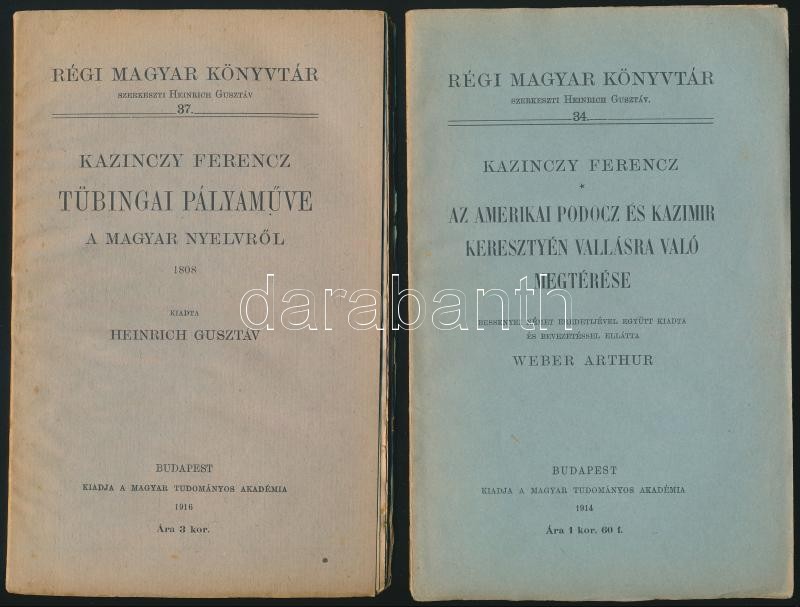 RÉGI MAGYAR KÖNYVTÁR
SZERKESZTI HEINRICH GUSZTÁV
37.
KAZINCZY FERENCZ
TÜBINGAI PÁLYAMŰVE
A MAGYAR NYELVRŐL
1808
KIADTA
HEINRICH GUSZTÁV
BUDAPEST
KIADJA A MAGYAR TUDOMÁNYOS AKADÉMIA
1916
Ára 3 kor.
RÉGI MAGYAR KÖNYVTÁR
SZERKESZTI HEINRICH GUSZTÁV.
34.
KAZINCZY FERENCZ
*
AZ AMERIKAI PODOCZ ÉS KAZIMIR
KERESZTYÉN VALLÁSRA VALÓ
MEGTÉRÉSE
BESSENYEI NÉMET EREDETIJÉVEL EGYÜTT KIADTA
ÉS BEVEZETÉSSEL ELLÁTTA
WEBER ARTHUR
BUDAPEST
KIADJA A MAGYAR TUDOMÁNYOS AKADÉMIA
1914
Ára 1 kor. 60 f.
darabanth